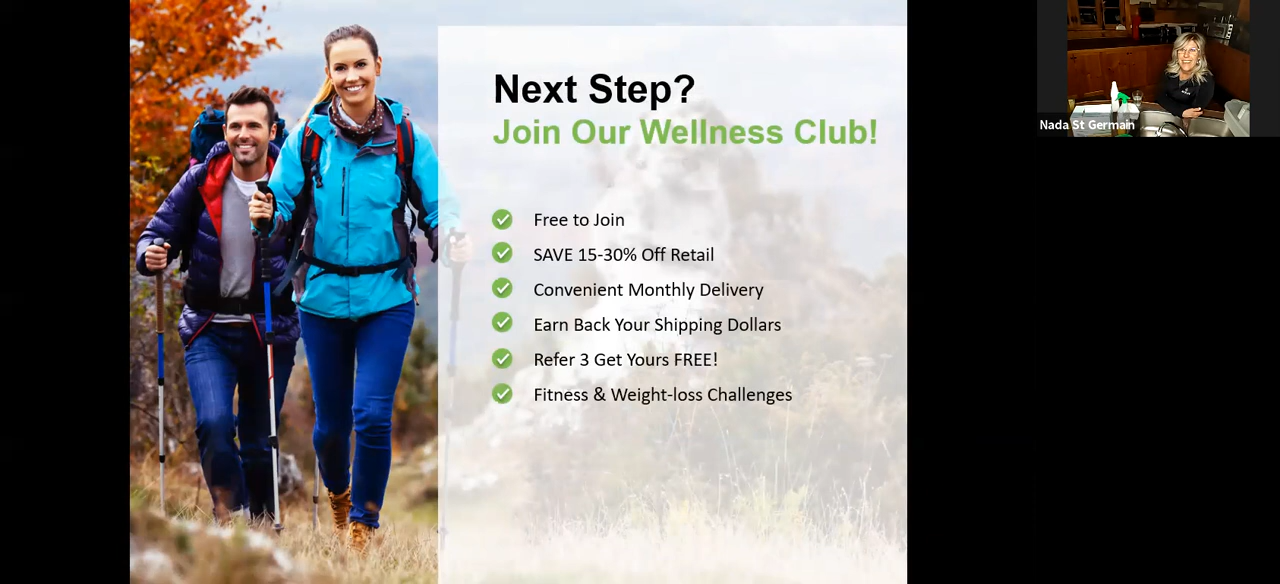 Next Step?
Join Our Wellness Club!
Free to Join
SAVE 15-30% Off Retail
Convenient Monthly Delivery
Earn Back Your Shipping Dollars
Refer 3 Get Yours FREE!
Fitness & Weight-loss Challenges
Nada St Germain